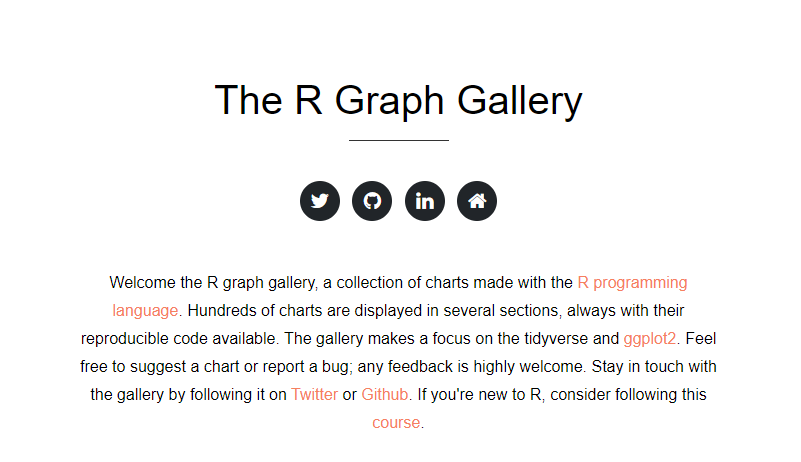 The R Graph Gallery
Welcome the R graph gallery, a collection of charts made with the R programming
language. Hundreds of charts are displayed in several sections, always with their
reproducible code available. The gallery makes a focus on the tidyverse and ggplot2. Feel
free to suggest a chart or report a bug; any feedback is highly welcome. Stay in touch with
the gallery by following it on Twitter or Github. If you're new to R, consider following this
course.